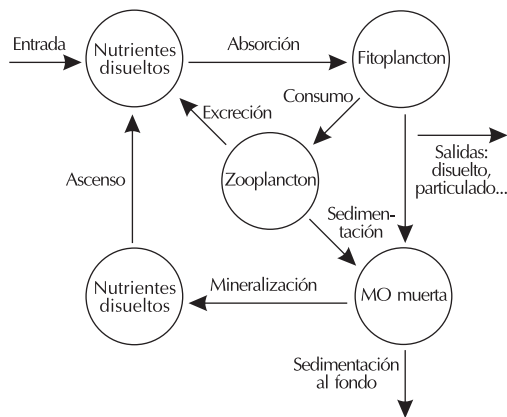 Entrada
Nutrientes
disueltos
Absorción
Fitoplancton
Consumo
Excreción
Zooplancton
Salidas:
disuelto,
particulado...
Ascenso
Sedimen-
tación
Nutrientes
disueltos
Mineralización
MO muerta
Sedimentación
al fondo